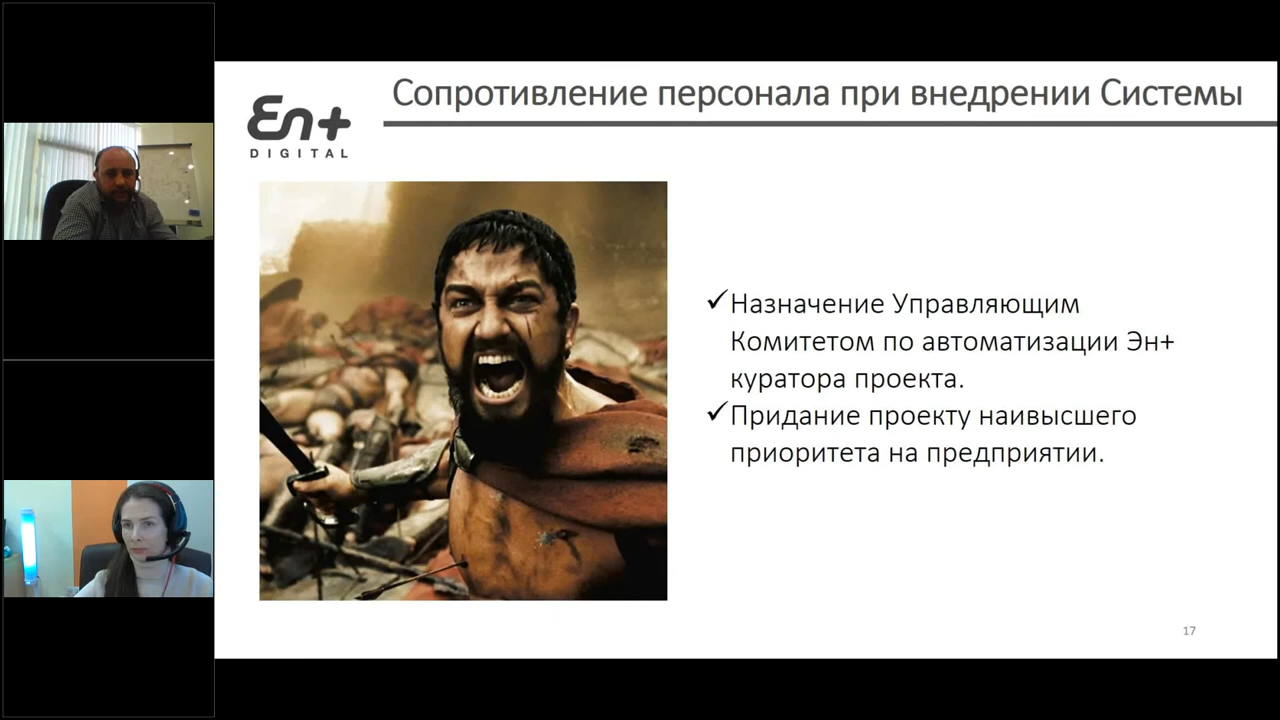 Сопротивление персонала при внедрении Системы
Эn+
DIGITAL
✓Назначение Управляющим
Комитетом по автоматизации Эн+
куратора проекта.
✓Придание проекту наивысшего
приоритета на предприятии.
17